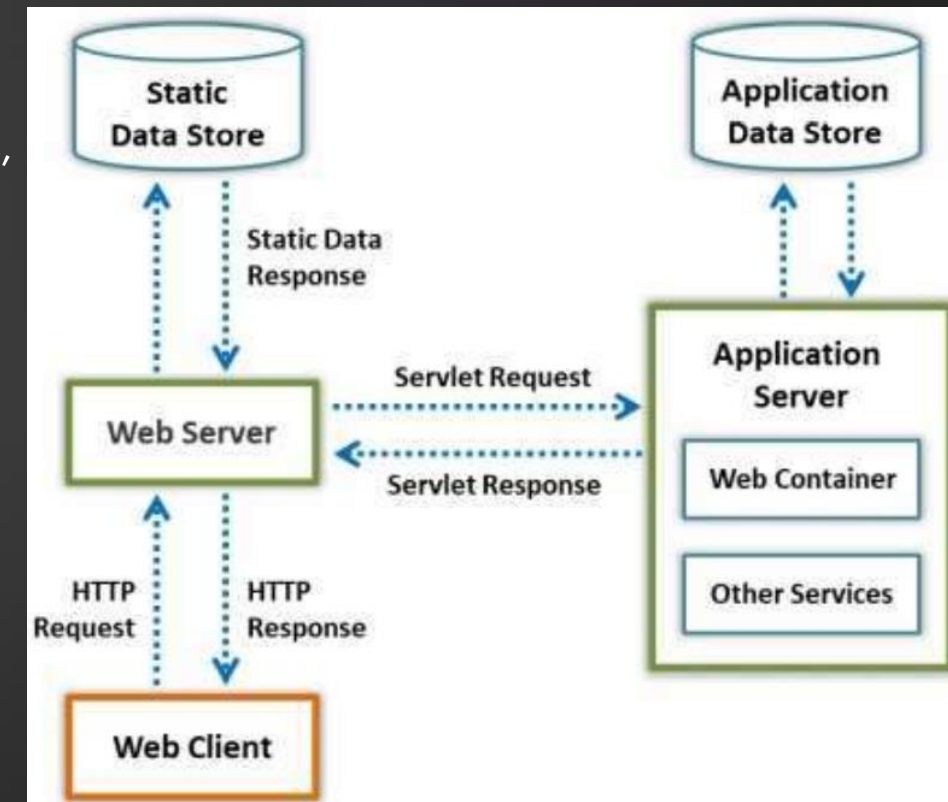 Static
Data Store
Application
Data Store
,
Static Data
Response
Application
Server
Servlet Request
Web Server
Servlet Response
Web Container
Other Services
HTTP
Request
HTTP
Response
Web Client